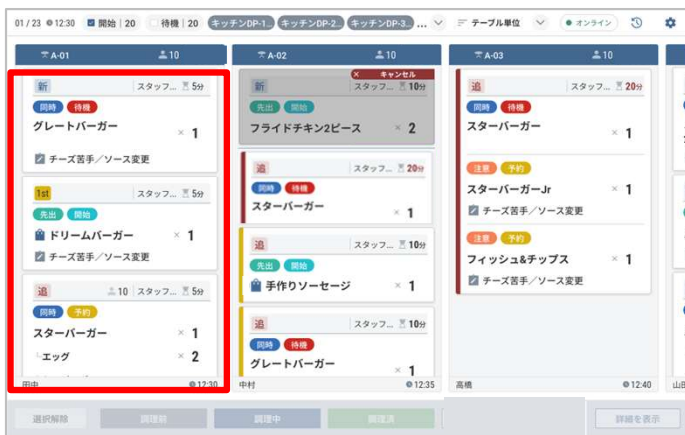 01/23 12:30 開始 | 20 待機 | 20 キッチンDP-1... キッチンDP-2... キッチンDP-3... ... テーブル単位 オンライン
A-01 10
新 スタッフ... 5分
同時 待機
グレートバーガー × 1
チーズ苦手/ソース変更
1st スタッフ... 5分
先出 開始
ドリームバーガー × 1
チーズ苦手/ソース変更
追 10 スタッフ... 5分
同時 予約
スターバーガー × 1
エッグ × 2
田中 12:30
A-02 10
× キャンセル
新 スタッフ... 10分
先出 開始
フライドチキン2ピース × 2
追 スタッフ... 20分
同時 待機
スターバーガー × 1
追 スタッフ... 10分
先出 開始
手作りソーセージ × 1
追 スタッフ... 10分
同時 待機
グレートバーガー × 1
中村 12:35
A-03 10
追 スタッフ... 20分
同時 待機
スターバーガー × 1
注意 予約
スターバーガーJr × 1
チーズ苦手/ソース変更
注意 予約
フィッシュ&チップス × 1
チーズ苦手/ソース変更
高橋 12:40
選択解除 調理前 調理中 調理済 詳細を表示